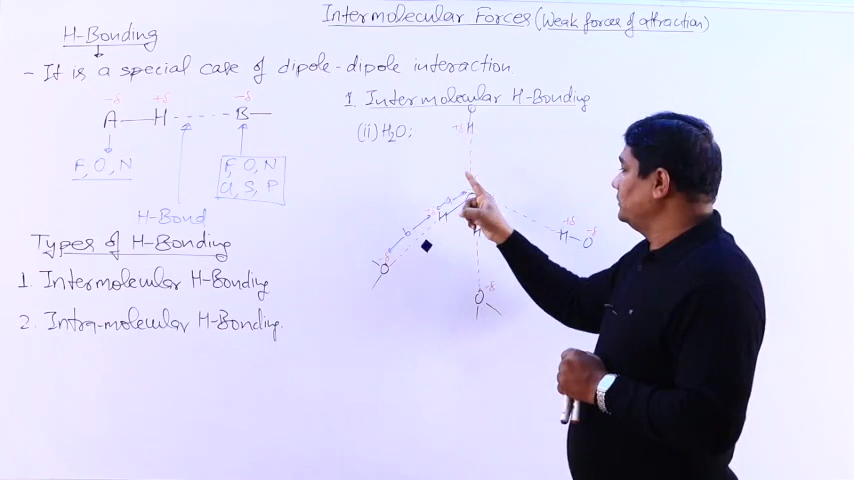 Intermolecular Forces (Weak forces of attraction)
H-Bonding
- It is a special case of dipole-dipole interaction.
-δ +δ -δ
A—H-----B—
F, O, N
F, O, N
Cl, S, P
H-Bond
Types of H-Bonding
1. Intermolecular H-Bonding
2. Intra-molecular H-Bonding.
1. Intermolecular H-Bonding
(ii) H₂O;
O
+δ H
a
H
b
H
+δ -δ
H—O
-δ
O
O -δ